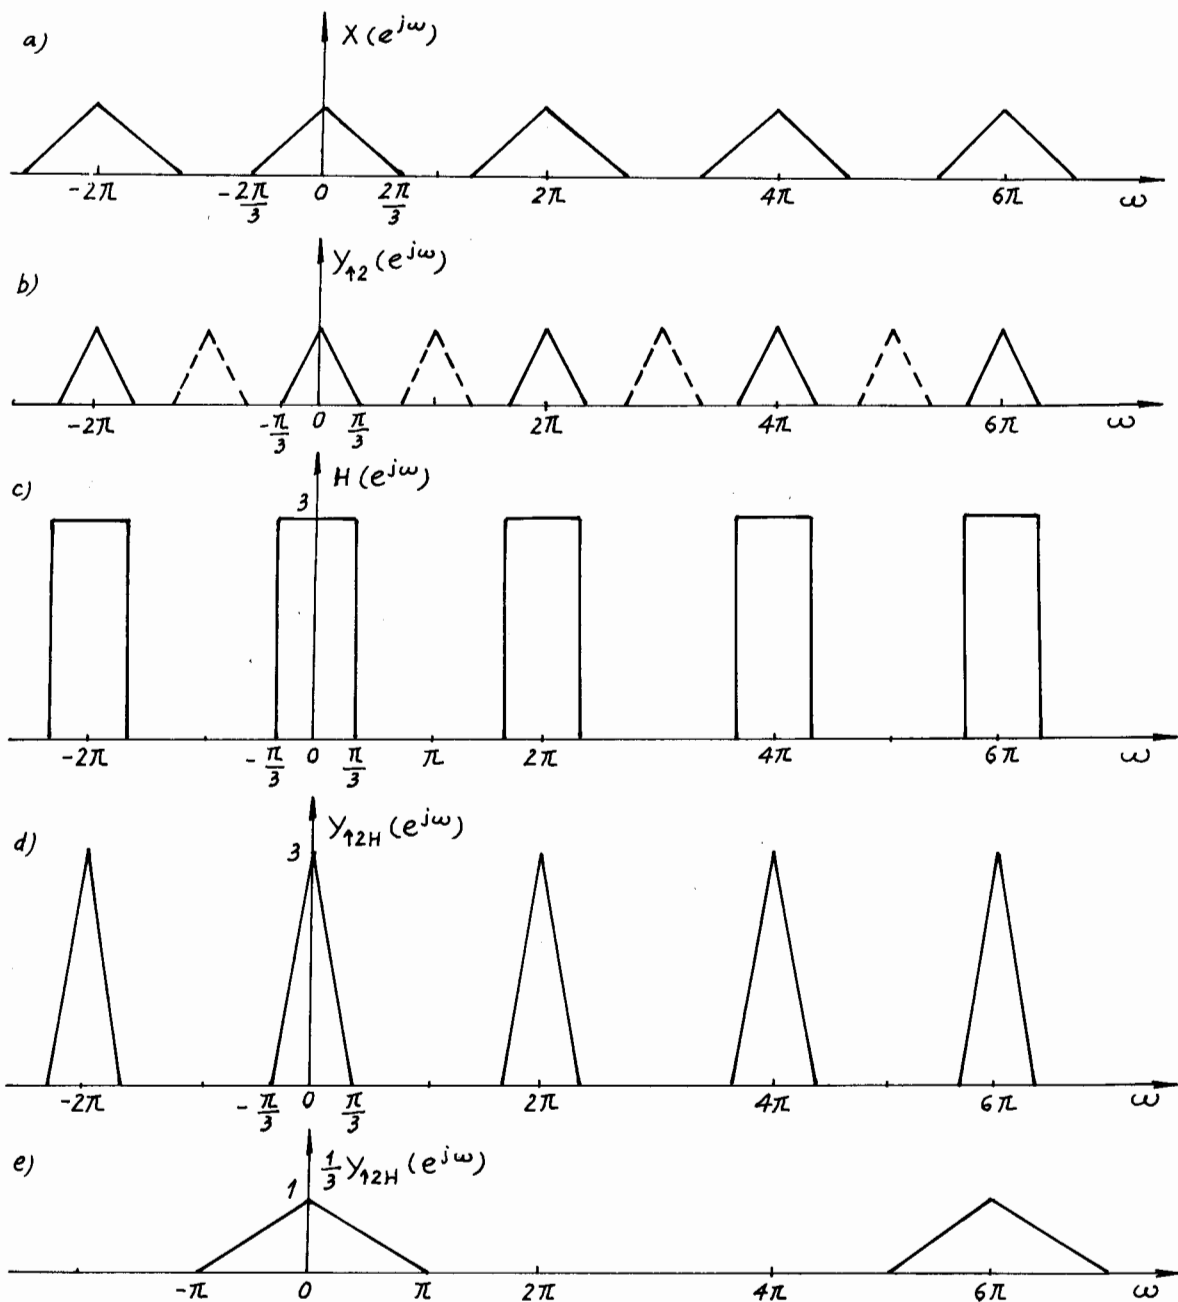 a)
X(e^{jω})
-2π -2π/3 0 2π/3 2π 4π 6π ω
b)
Y_{↑2}(e^{jω})
-2π -π/3 0 π/3 2π 4π 6π ω
c)
H(e^{jω})
3
-2π -π/3 0 π/3 π 2π 4π 6π ω
d)
Y_{↑2H}(e^{jω})
3
-2π -π/3 0 π/3 2π 4π 6π ω
e)
1/3 Y_{↑2H}(e^{jω})
1
-π 0 π 2π 4π 6π ω